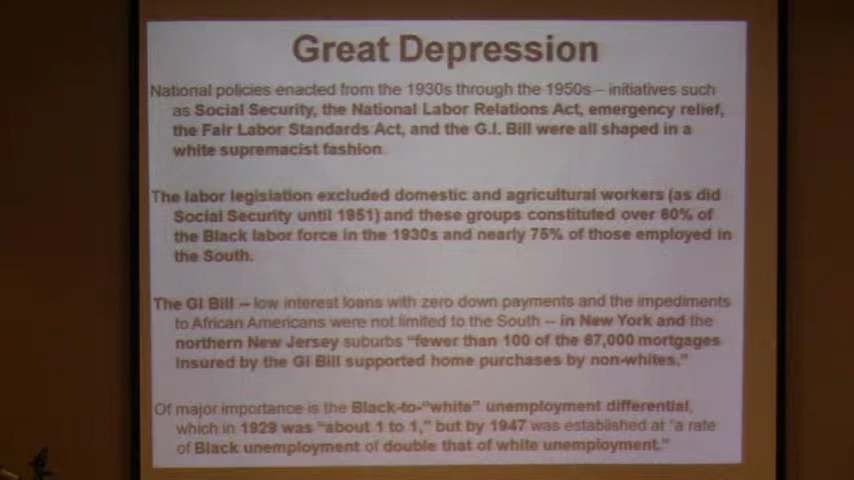 Great Depression
National policies enacted from the 1930s through the 1950s – initiatives such
as Social Security, the National Labor Relations Act, emergency relief,
the Fair Labor Standards Act, and the G.I. Bill were all shaped in a
white supremacist fashion.
The labor legislation excluded domestic and agricultural workers (as did
Social Security until 1951) and these groups constituted over 60% of
the Black labor force in the 1930s and nearly 75% of those employed in
the South.
The GI Bill – low interest loans with zero down payments and the impediments
to African Americans were not limited to the South – in New York and the
northern New Jersey suburbs “fewer than 100 of the 67,000 mortgages
insured by the GI Bill supported home purchases by non-whites.”
Of major importance is the Black-to-“white” unemployment differential,
which in 1929 was “about 1 to 1,” but by 1947 was established at “a rate
of Black unemployment of double that of white unemployment.”